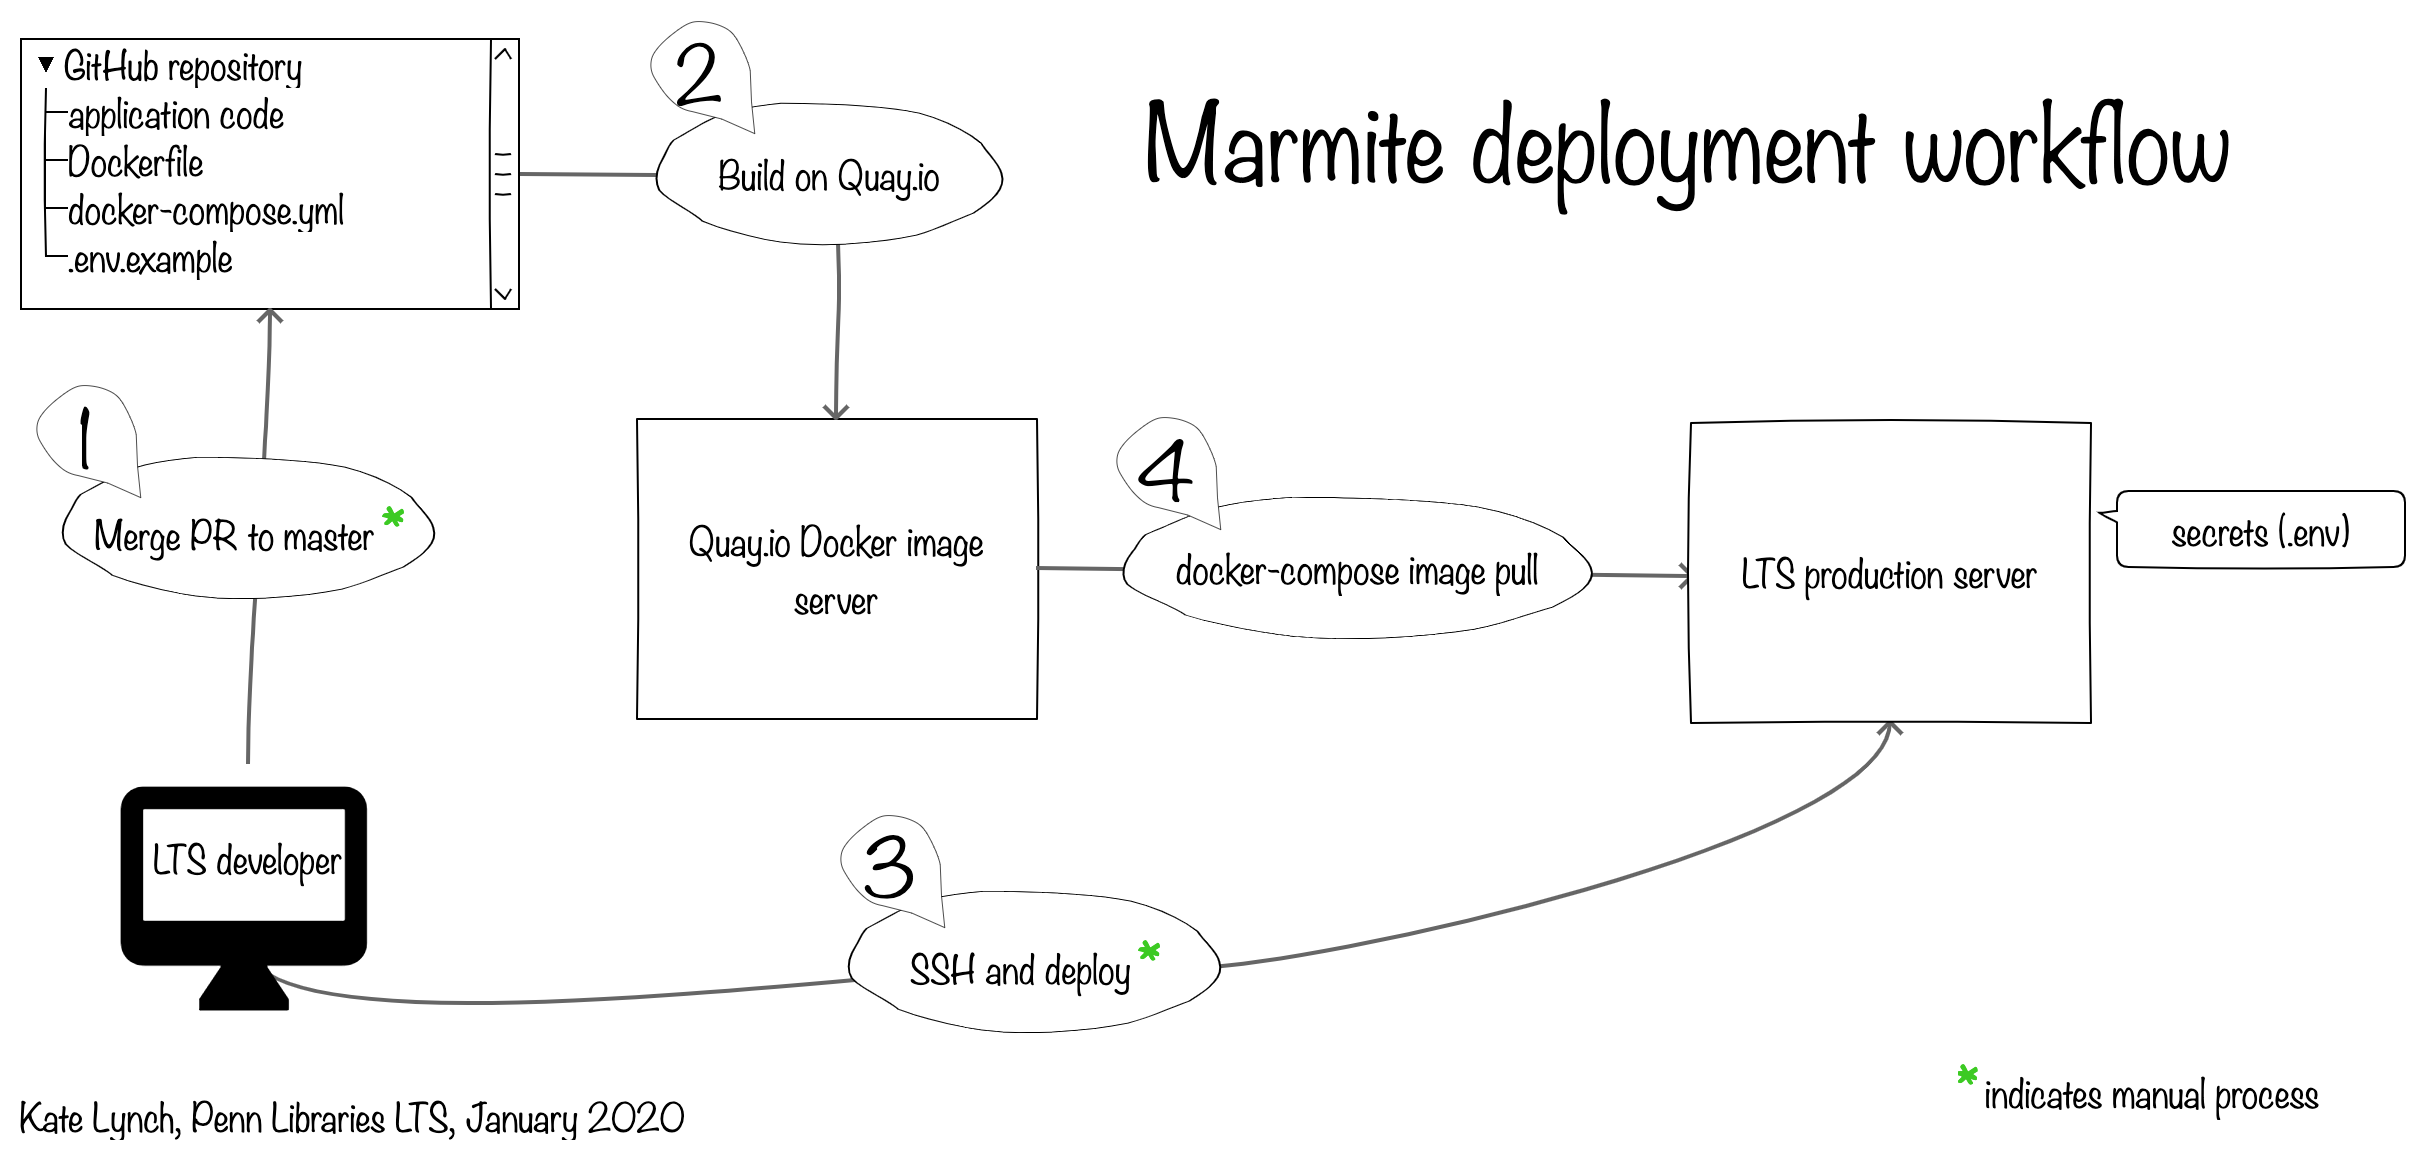 GitHub repository
application code
Dockerfile
docker-compose.yml
.env.example
2
Build on Quay.io
Marmite deployment workflow
1
Merge PR to master *
Quay.io Docker image
server
4
docker-compose image pull
LTS production server
secrets (.env)
LTS developer
3
SSH and deploy *
* indicates manual process
Kate Lynch, Penn Libraries LTS, January 2020